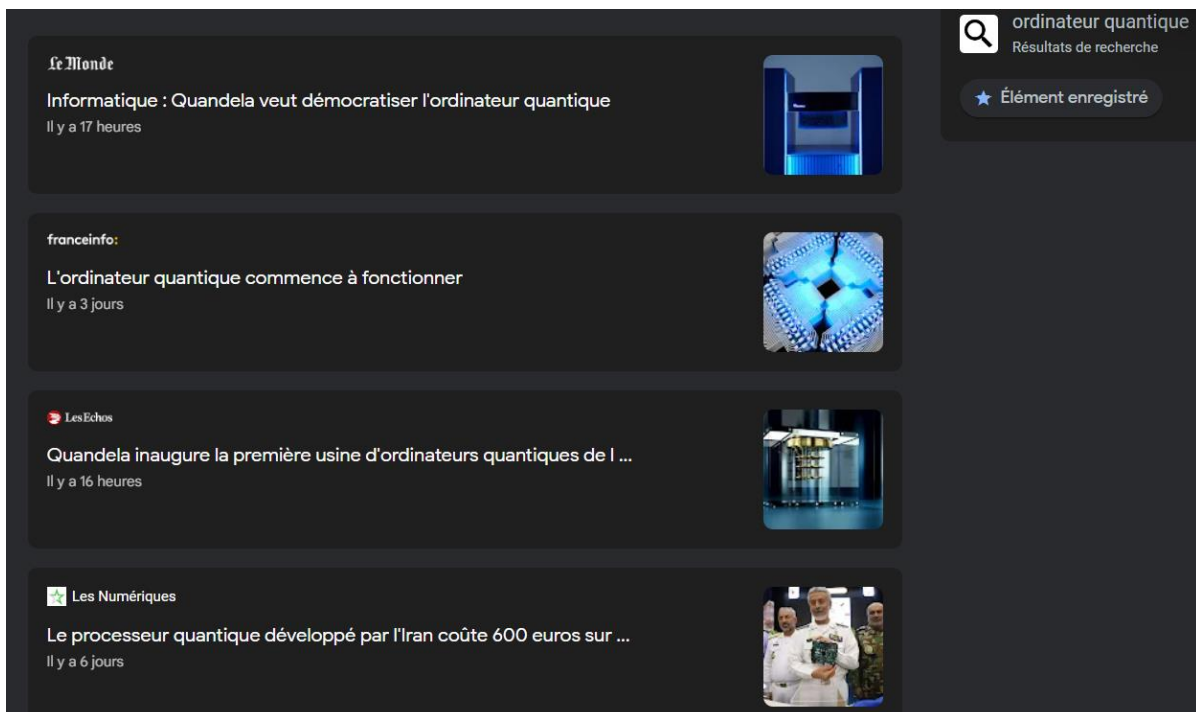 Le Monde
Informatique : Quandela veut démocratiser l'ordinateur quantique
Il y a 17 heures
franceinfo:
L'ordinateur quantique commence à fonctionner
Il y a 3 jours
Les Echos
Quandela inaugure la première usine d'ordinateurs quantiques de l ...
Il y a 16 heures
Les Numériques
Le processeur quantique développé par l'Iran coûte 600 euros sur ...
Il y a 6 jours
ordinateur quantique
Résultats de recherche
Élément enregistré